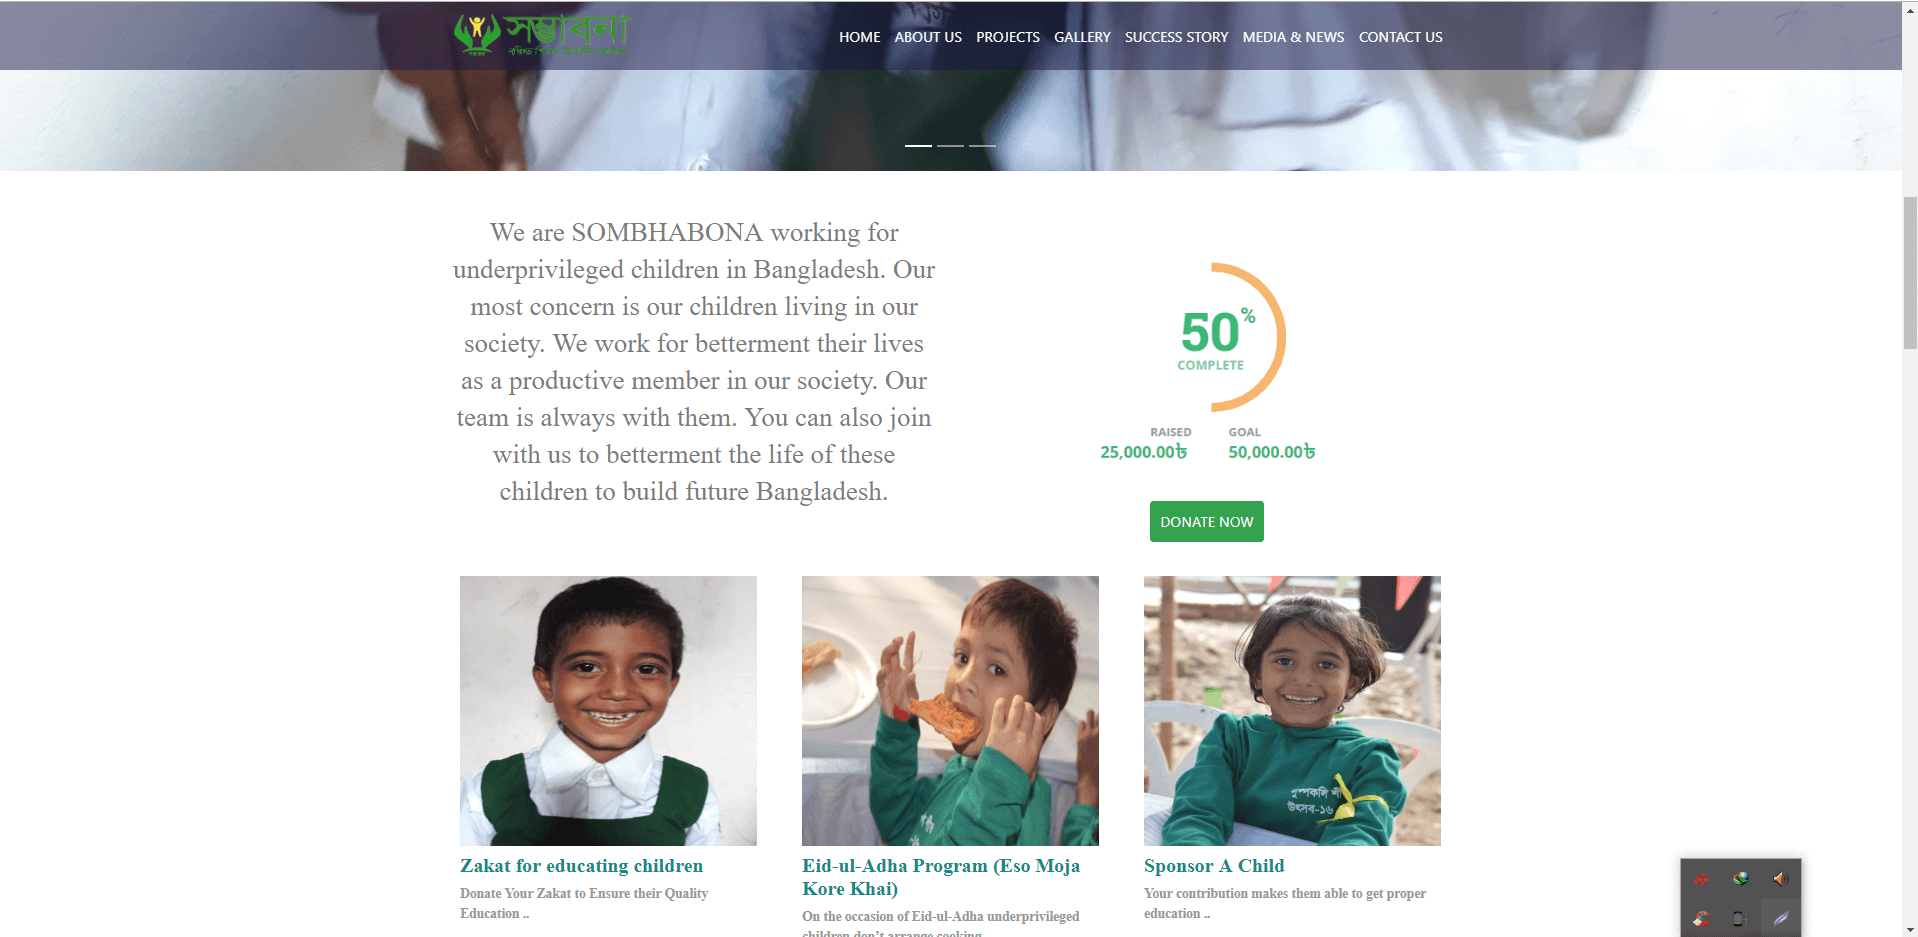 সম্ভাবনা
HOME ABOUT US PROJECTS GALLERY SUCCESS STORY MEDIA & NEWS CONTACT US
We are SOMBHABONA working for
underprivileged children in Bangladesh. Our
most concern is our children living in our
society. We work for betterment their lives
as a productive member in our society. Our
team is always with them. You can also join
with us to betterment the life of these
children to build future Bangladesh.
50%
COMPLETE
RAISED GOAL
25,000.00৳ 50,000.00৳
DONATE NOW
পুষ্পকলি
উৎসব-১৬
Zakat for educating children
Donate Your Zakat to Ensure their Quality
Education ..
Eid-ul-Adha Program (Eso Moja
Kore Khai)
On the occasion of Eid-ul-Adha underprivileged
children don’t arrange cooking
Sponsor A Child
Your contribution makes them able to get proper
education ..